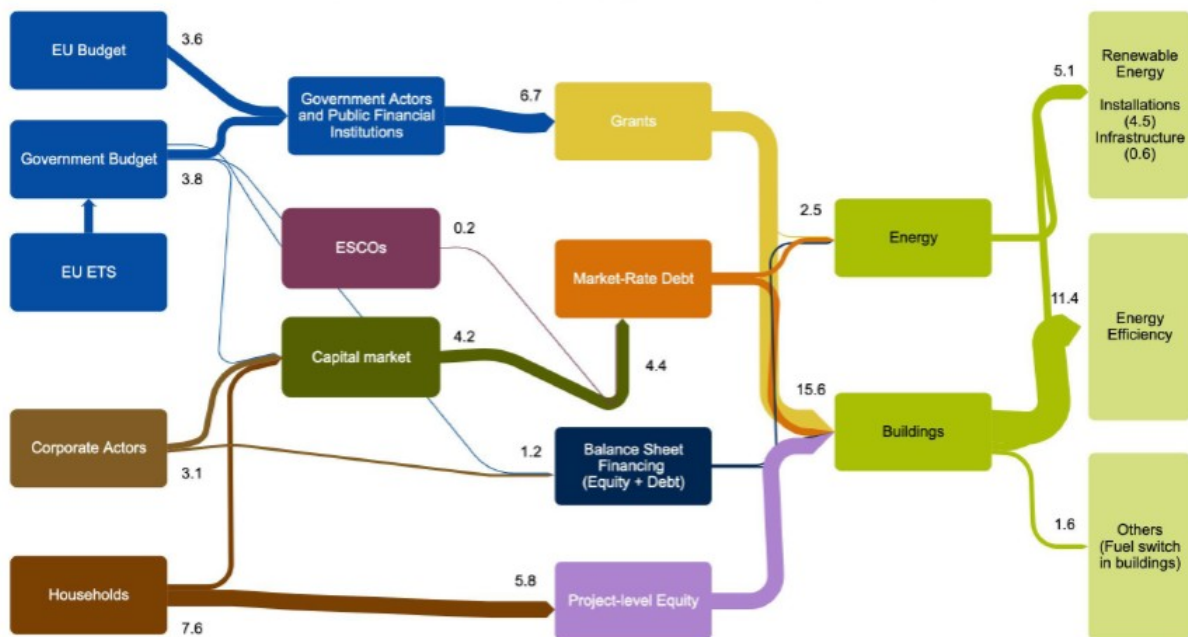 EU Budget
3.6
Government Budget
3.8
EU ETS
Corporate Actors
3.1
Households
7.6
Government Actors
and Public Financial
Institutions
6.7
ESCOs
0.2
Capital market
4.2
4.4
Grants
Market-Rate Debt
1.2
Balance Sheet
Financing
(Equity + Debt)
5.8
Project-level Equity
2.5
Energy
15.6
Buildings
5.1
Renewable
Energy
Installations
(4.5)
Infrastructure
(0.6)
11.4
Energy
Efficiency
1.6
Others
(Fuel switch
in buildings)